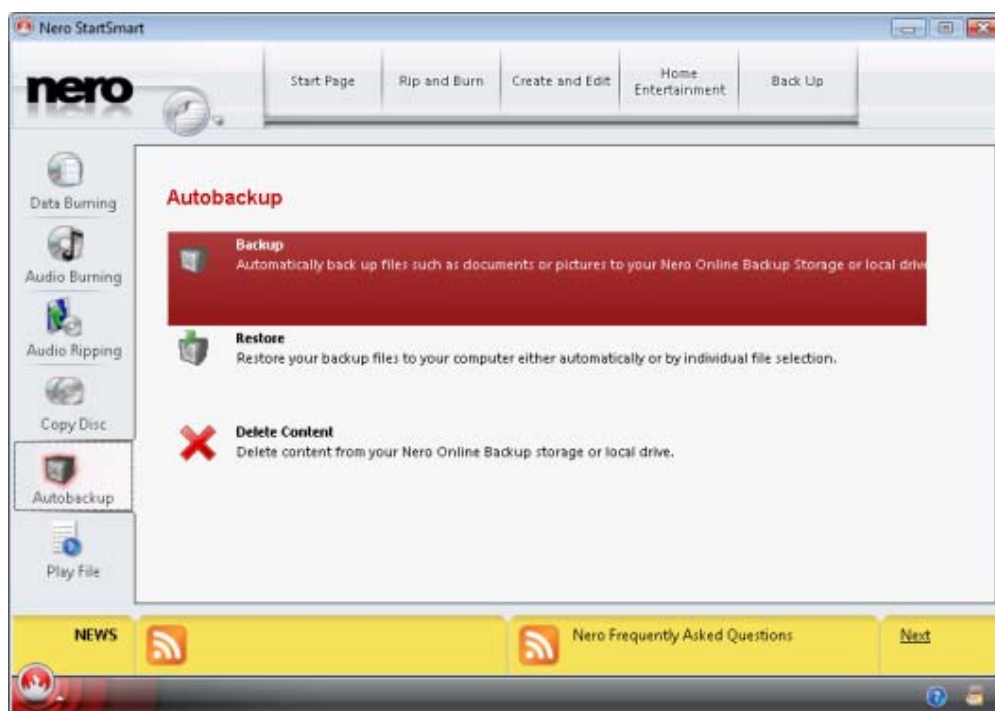 Nero StartSmart
nero
Start Page
Rip and Burn
Create and Edit
Home
Entertainment
Back Up
Data Burning
Audio Burning
Audio Ripping
Copy Disc
Autobackup
Play File
Autobackup
Backup
Automatically back up files such as documents or pictures to your Nero Online Backup Storage or local drive
Restore
Restore your backup files to your computer either automatically or by individual file selection.
Delete Content
Delete content from your Nero Online Backup storage or local drive.
NEWS
Nero Frequently Asked Questions
Next